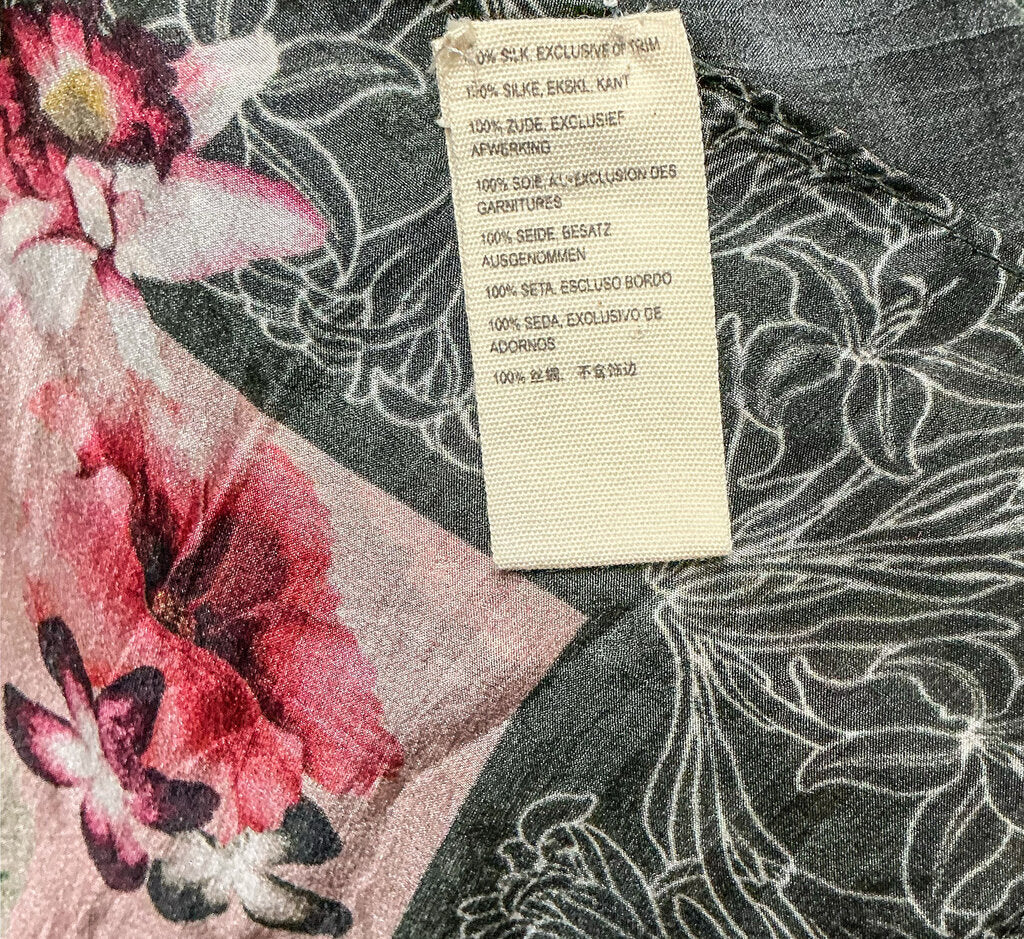 0% SILK, EXCLUSIVE OF TRIM
100% SILKE, EKSKL. KANT
100% ZIJDE, EXCLUSIEF
AFWERKING
100% SOIE, A L'EXCLUSION DES
GARNITURES
100% SEIDE, BESATZ
AUSGENOMMEN
100% SETA, ESCLUSO BORDO
100% SEDA, EXCLUSIVO DE
ADORNOS
100% 丝绸, 不含饰边